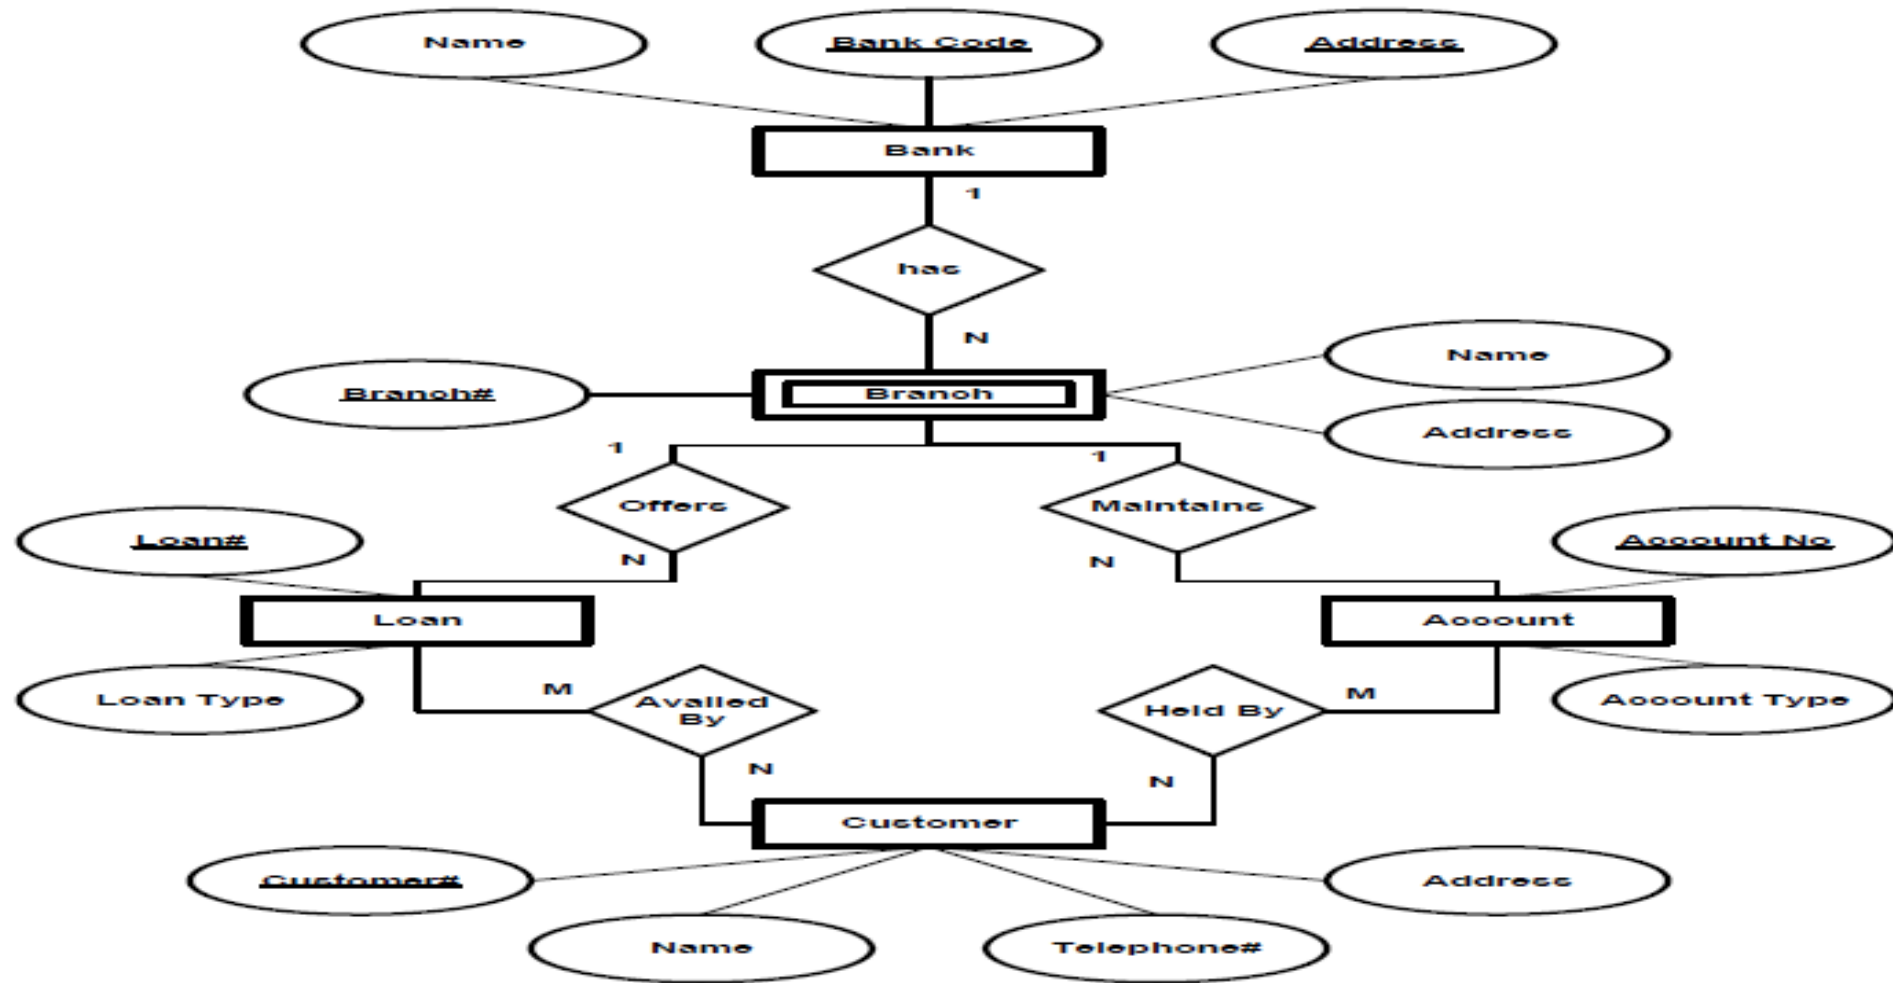 Name
Bank Code
Address
Bank
1
has
N
Name
Branch#
Branch
Address
1
1
Offers
Maintains
Loan#
N
N
Account No
Loan
Account
Loan Type
M
Availed
By
Held By
M
Account Type
N
N
Customer
Customer#
Address
Name
Telephone#